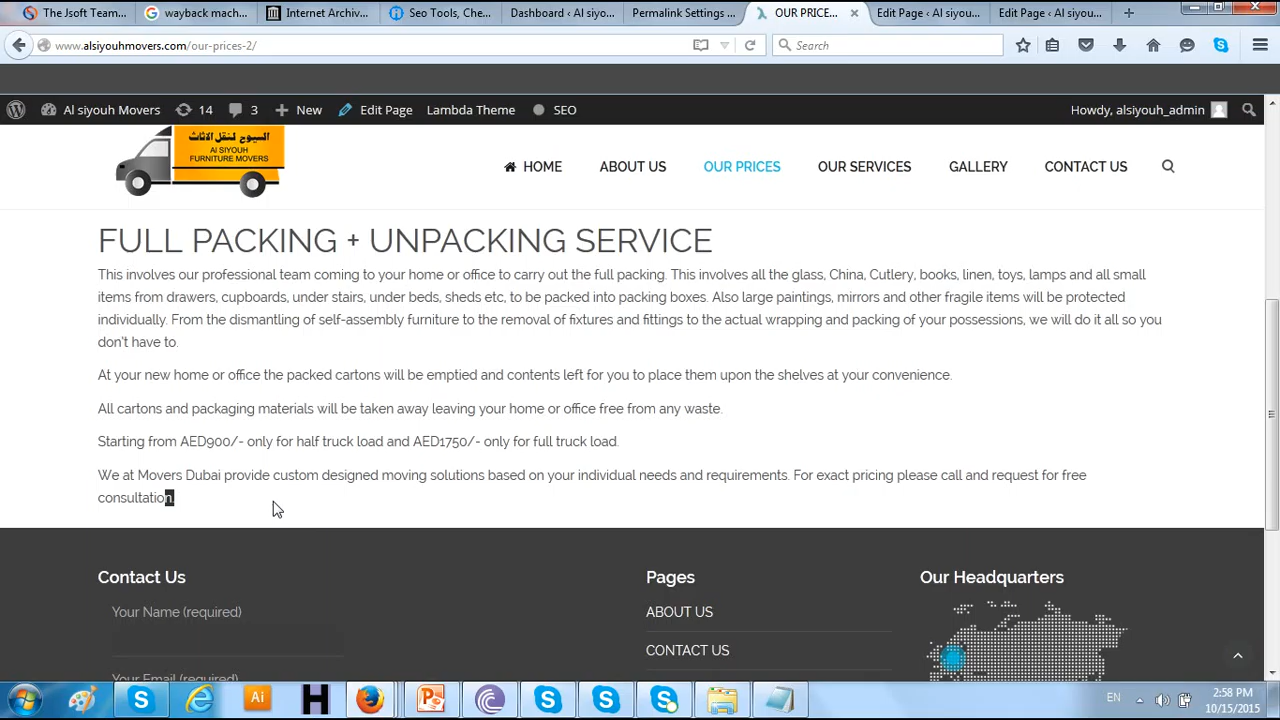 The Jsoft Team...
wayback mach...
Internet Archiv...
Seo Tools, Che...
Dashboard ‹ Al siyo...
Permalink Settings ...
OUR PRICE...
Edit Page ‹ Al siyou...
Edit Page ‹ Al siyou...
www.alsiyouhmovers.com/our-prices-2/
Search
Al siyouh Movers
14
3
New
Edit Page
Lambda Theme
SEO
Howdy, alsiyouh_admin
السيوح لنقل الاثاث
Al SIYOUH
FURNITURE MOVERS
HOME
ABOUT US
OUR PRICES
OUR SERVICES
GALLERY
CONTACT US
FULL PACKING + UNPACKING SERVICE
This involves our professional team coming to your home or office to carry out the full packing. This involves all the glass, China, Cutlery, books, linen, toys, lamps and all small
items from drawers, cupboards, under stairs, under beds, sheds etc, to be packed into packing boxes. Also large paintings, mirrors and other fragile items will be protected
individually. From the dismantling of self-assembly furniture to the removal of fixtures and fittings to the actual wrapping and packing of your possessions, we will do it all so you
don't have to.
At your new home or office the packed cartons will be emptied and contents left for you to place them upon the shelves at your convenience.
All cartons and packaging materials will be taken away leaving your home or office free from any waste.
Starting from AED900/- only for half truck load and AED1750/- only for full truck load.
We at Movers Dubai provide custom designed moving solutions based on your individual needs and requirements. For exact pricing please call and request for free
consultation.
Contact Us
Your Name (required)
Your Email (required)
Pages
ABOUT US
CONTACT US
Our Headquarters
Ai
H
EN
2:58 PM
10/15/2015